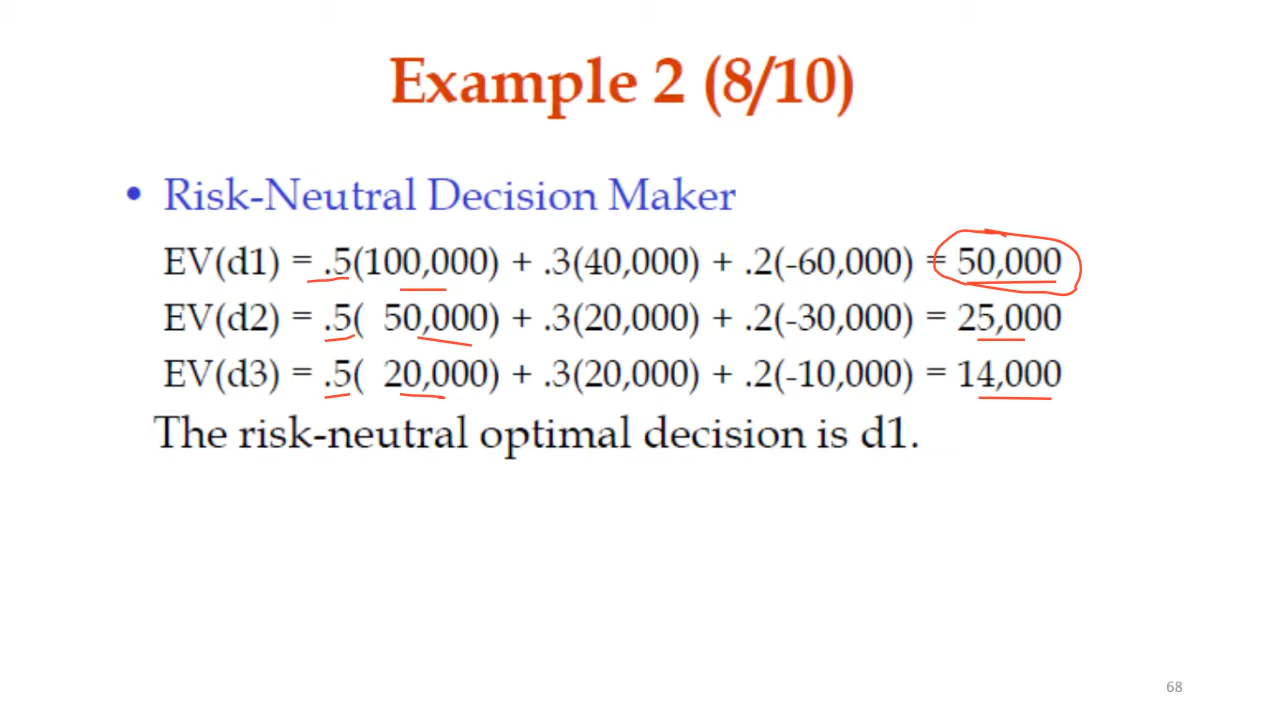 Example 2 (8/10)
• Risk-Neutral Decision Maker
EV(d1) = .5(100,000) + .3(40,000) + .2(-60,000) = 50,000
EV(d2) = .5( 50,000) + .3(20,000) + .2(-30,000) = 25,000
EV(d3) = .5( 20,000) + .3(20,000) + .2(-10,000) = 14,000
The risk-neutral optimal decision is d1.
68